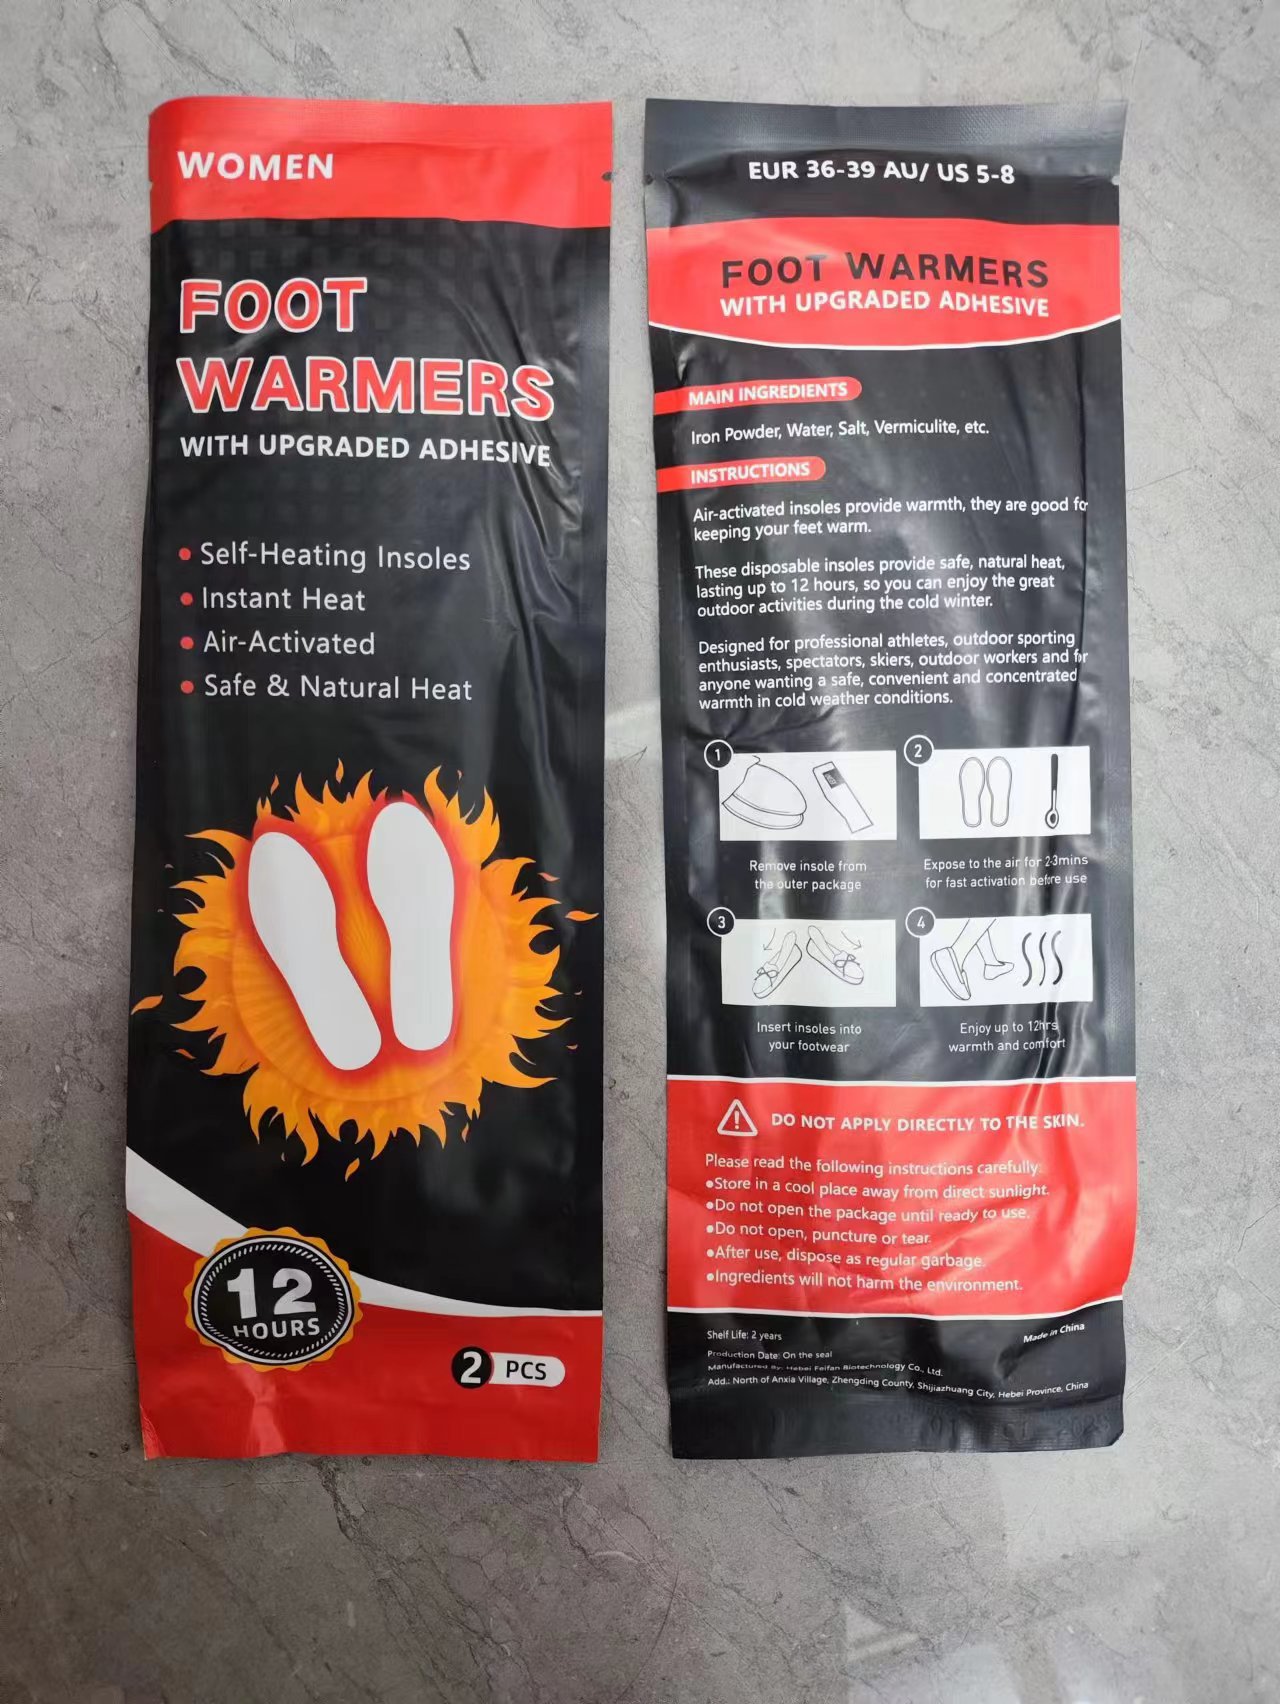 WOMEN
FOOT
WARMERS
WITH UPGRADED ADHESIVE
• Self-Heating Insoles
• Instant Heat
• Air-Activated
• Safe & Natural Heat
12
HOURS
2 PCS
EUR 36-39 AU/ US 5-8
FOOT WARMERS
WITH UPGRADED ADHESIVE
MAIN INGREDIENTS
Iron Powder, Water, Salt, Vermiculite, etc.
INSTRUCTIONS
Air-activated insoles provide warmth, they are good for
keeping your feet warm.
These disposable insoles provide safe, natural heat,
lasting up to 12 hours, so you can enjoy the great
outdoor activities during the cold winter.
Designed for professional athletes, outdoor sporting
enthusiasts, spectators, skiers, outdoor workers and for
anyone wanting a safe, convenient and concentrated
warmth in cold weather conditions.
1
Remove insole from
the outer package
2
Expose to the air for 2-3mins
for fast activation before use
3
Insert insoles into
your footwear
4
Enjoy up to 12hrs
warmth and comfort
DO NOT APPLY DIRECTLY TO THE SKIN.
Please read the following instructions carefully:
•Store in a cool place away from direct sunlight.
•Do not open the package until ready to use.
•Do not open, puncture or tear.
•After use, dispose as regular garbage.
•Ingredients will not harm the environment.
Shelf Life: 2 years
Made in China
Production Date: On the seal
Manufactured By: Hebei Feifan Biotechnology Co., Ltd.
Add.: North of Anxia Village, Zhengding County, Shijiazhuang City, Hebei Province, China